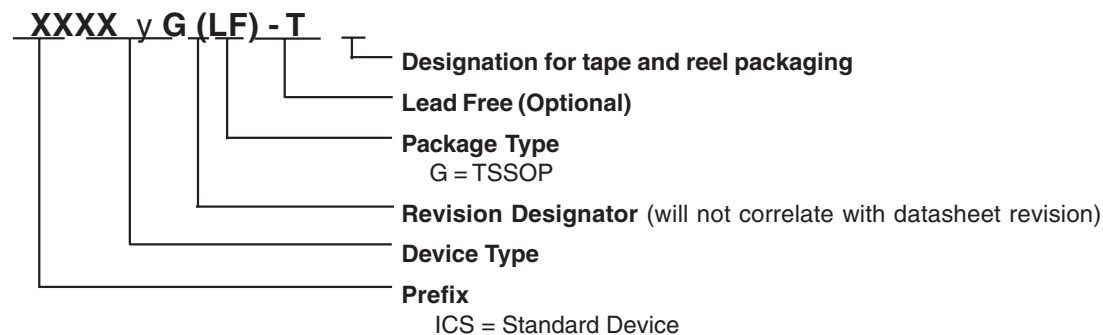 XXXX y G (LF) - T
Designation for tape and reel packaging
Lead Free (Optional)
Package Type
G = TSSOP
Revision Designator (will not correlate with datasheet revision)
Device Type
Prefix
ICS = Standard Device